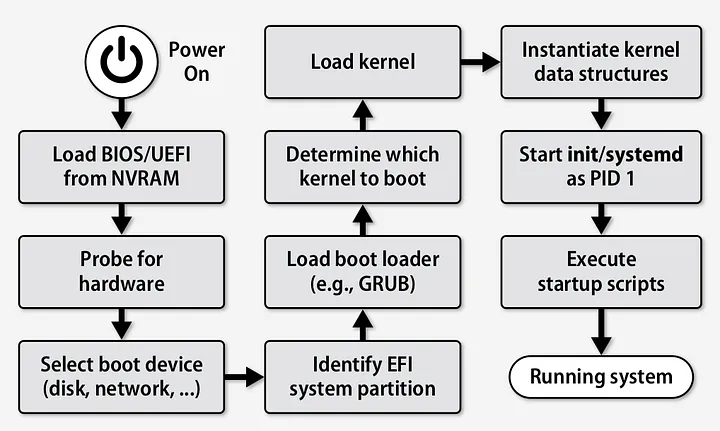 Power
On
Load BIOS/UEFI
from NVRAM
Probe for
hardware
Select boot device
(disk, network, ...)
Identify EFI
system partition
Load boot loader
(e.g., GRUB)
Determine which
kernel to boot
Load kernel
Instantiate kernel
data structures
Start init/systemd
as PID 1
Execute
startup scripts
Running system